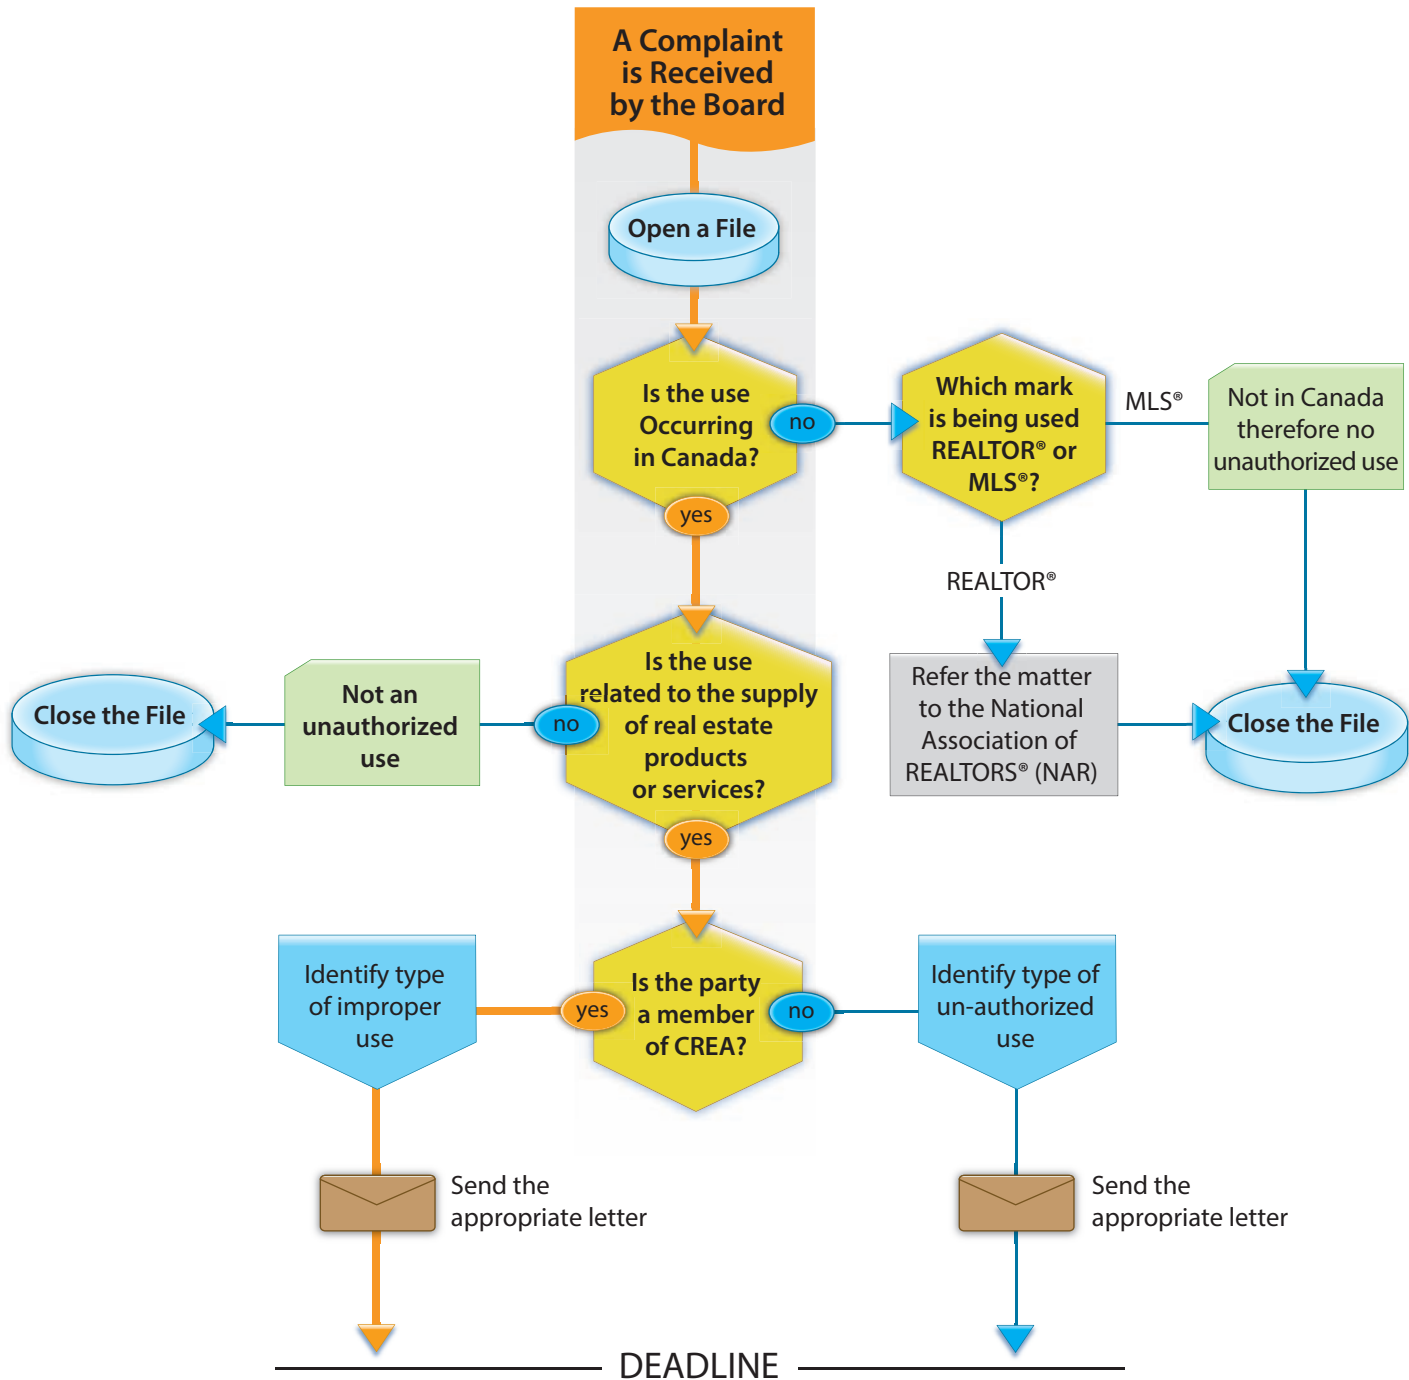 A Complaint
is Received
by the Board
Open a File
Is the use
Occurring
in Canada?
no
Which mark
is being used
REALTOR® or
MLS®?
MLS®
Not in Canada
therefore no
unauthorized use
yes
REALTOR®
Is the use
related to the supply
of real estate
products
or services?
no
Not an
unauthorized
use
Close the File
Refer the matter
to the National
Association of
REALTORS® (NAR)
Close the File
yes
Is the party
a member
of CREA?
yes
Identify type
of improper
use
no
Identify type of
un-authorized
use
Send the
appropriate letter
Send the
appropriate letter
DEADLINE